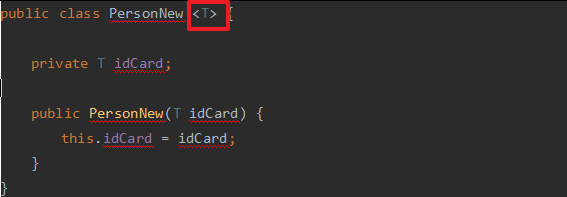 public class PersonNew <T> {
private T idCard;
public PersonNew(T idCard) {
this.idCard = idCard;
}
}